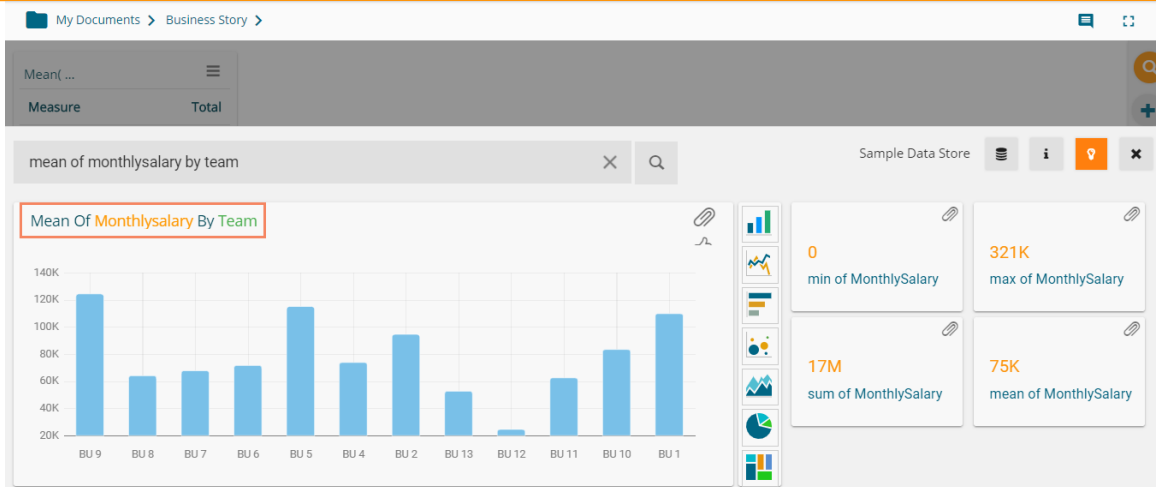 My Documents > Business Story >
Mean( ...
Measure Total
mean of monthlysalary by team
Sample Data Store
i
Mean Of Monthlysalary By Team
140K
120K
100K
80K
60K
40K
20K
BU 9 BU 8 BU 7 BU 6 BU 5 BU 4 BU 2 BU 13 BU 12 BU 11 BU 10 BU 1
0
min of MonthlySalary
321K
max of MonthlySalary
17M
sum of MonthlySalary
75K
mean of MonthlySalary